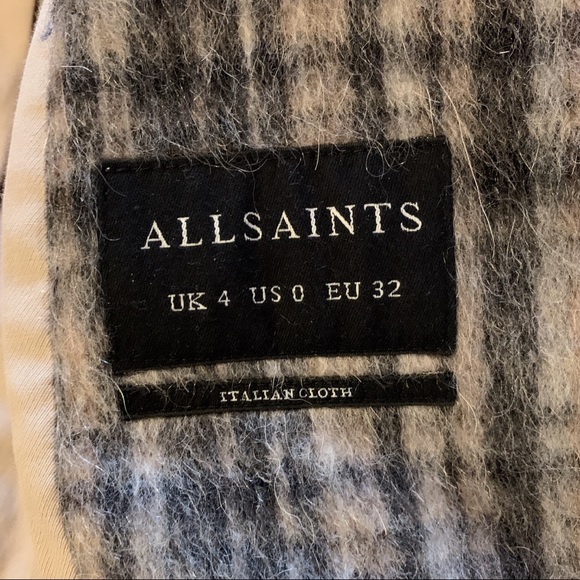 ALLSAINTS
UK 4 US 0 EU 32
ITALIAN CLOTH